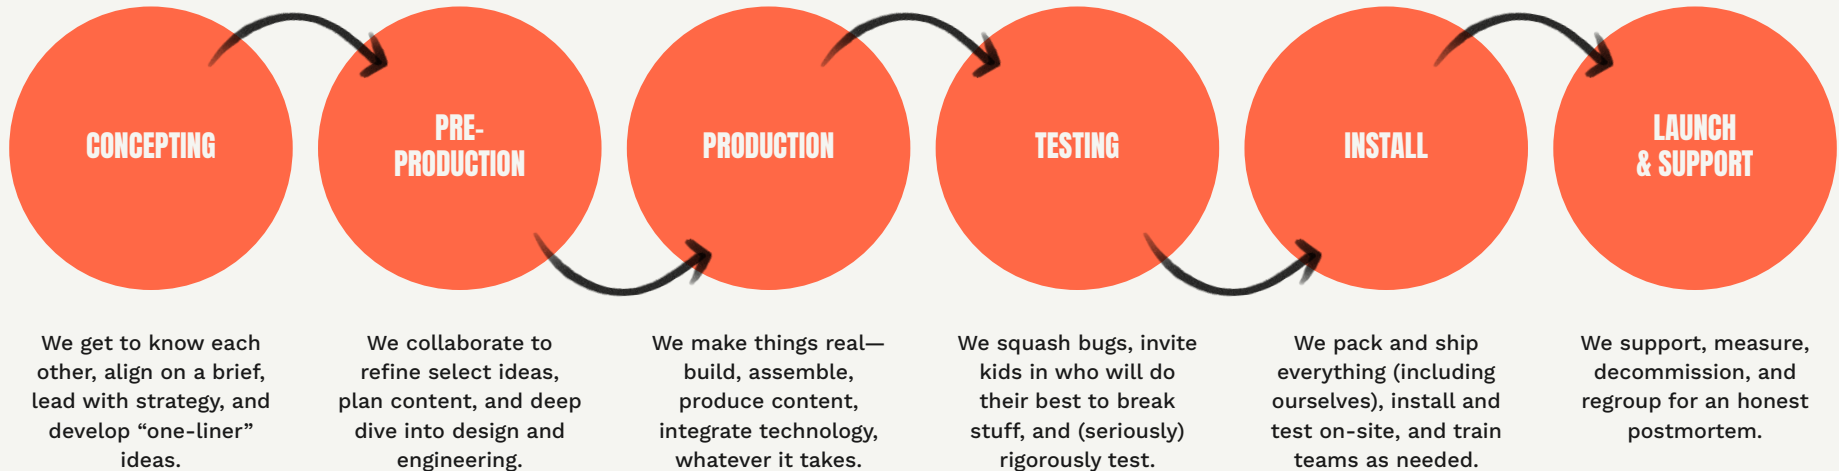 CONCEPTING
PRE-
PRODUCTION
PRODUCTION
TESTING
INSTALL
LAUNCH
& SUPPORT
We get to know each
other, align on a brief,
lead with strategy, and
develop “one-liner”
ideas.
We collaborate to
refine select ideas,
plan content, and deep
dive into design and
engineering.
We make things real—
build, assemble,
produce content,
integrate technology,
whatever it takes.
We squash bugs, invite
kids in who will do
their best to break
stuff, and (seriously)
rigorously test.
We pack and ship
everything (including
ourselves), install and
test on-site, and train
teams as needed.
We support, measure,
decommission, and
regroup for an honest
postmortem.